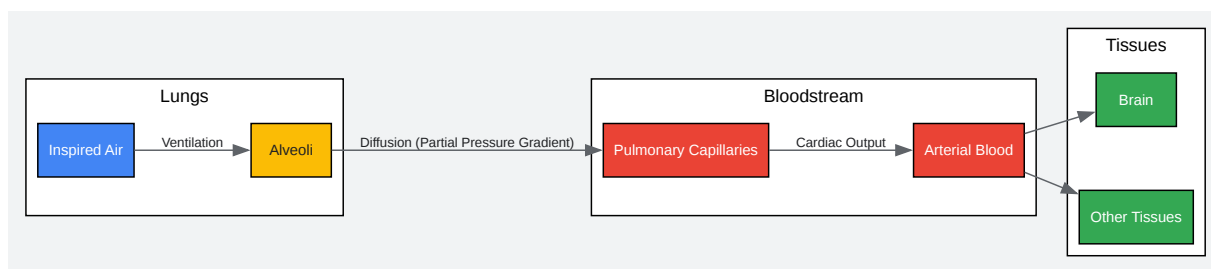 Lungs
Inspired Air
Ventilation
Alveoli
Diffusion (Partial Pressure Gradient)
Bloodstream
Pulmonary Capillaries
Cardiac Output
Arterial Blood
Tissues
Brain
Other Tissues